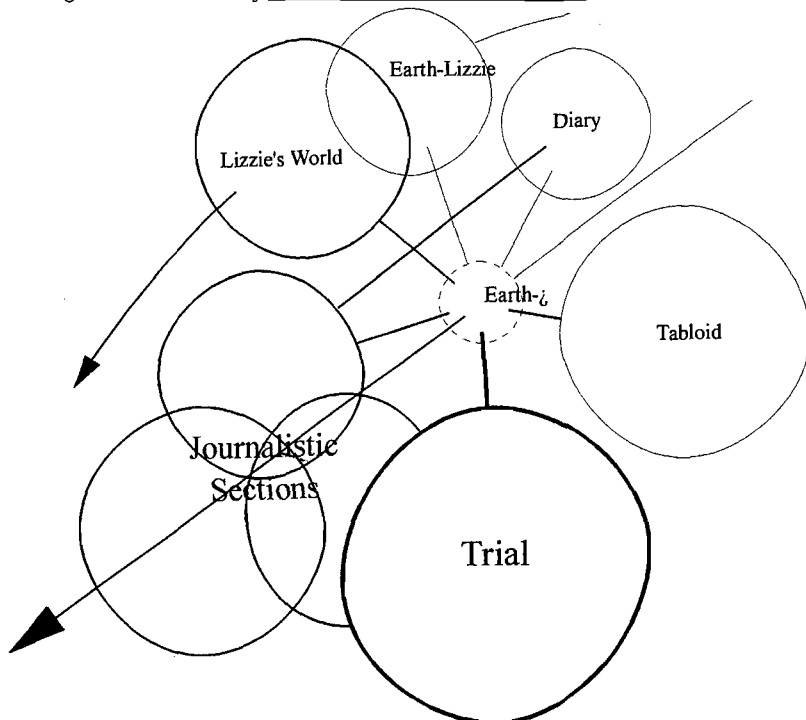 Earth-Lizzie
Diary
Lizzie's World
Earth-¿
Tabloid
Journalistic
Sections
Trial